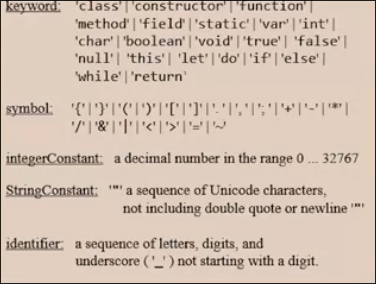 keyword: 'class'|'constructor'|'function'|
'method'|'field'|'static'|'var'|'int'|
'char'|'boolean'|'void'|'true'| 'false'|
'null'| 'this'| 'let'|'do'|'if'|'else'|
'while'|'return`
symbol: '{'|'}'|'('|')'|'['|']'|'.'|','|';'|'+'|'-'|'*'|
'/'|'&'|'|'|'<'|'>'|'='|'~'
integerConstant: a decimal number in the range 0 ... 32767
StringConstant: '"' a sequence of Unicode characters,
not including double quote or newline '"'
identifier: a sequence of letters, digits, and
underscore ( '_' ) not starting with a digit.